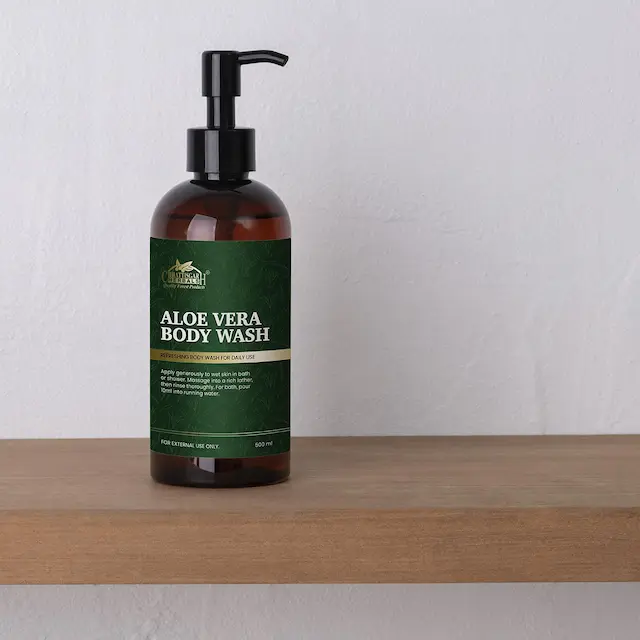 CHHATTISGARH
HERBALS
®
Quality Forest Products
ALOE VERA
BODY WASH
REFRESHING BODY WASH FOR DAILY USE
Apply generously to wet skin in bath
or shower. Massage into a rich lather,
then rinse thoroughly. For bath, pour
10ml into running water.
FOR EXTERNAL USE ONLY.
500 ml